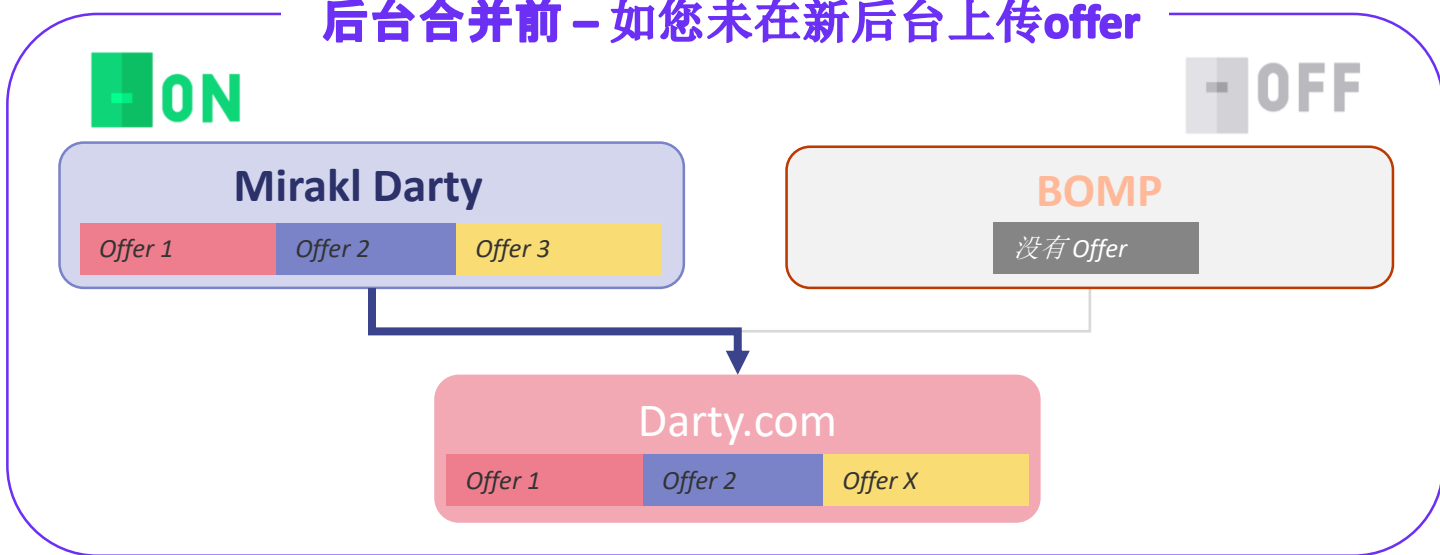 后台合并前 – 如您未在新后台上传offer
ON
OFF
Mirakl Darty
Offer 1 Offer 2 Offer 3
BOMP
没有 Offer
Darty.com
Offer 1 Offer 2 Offer X